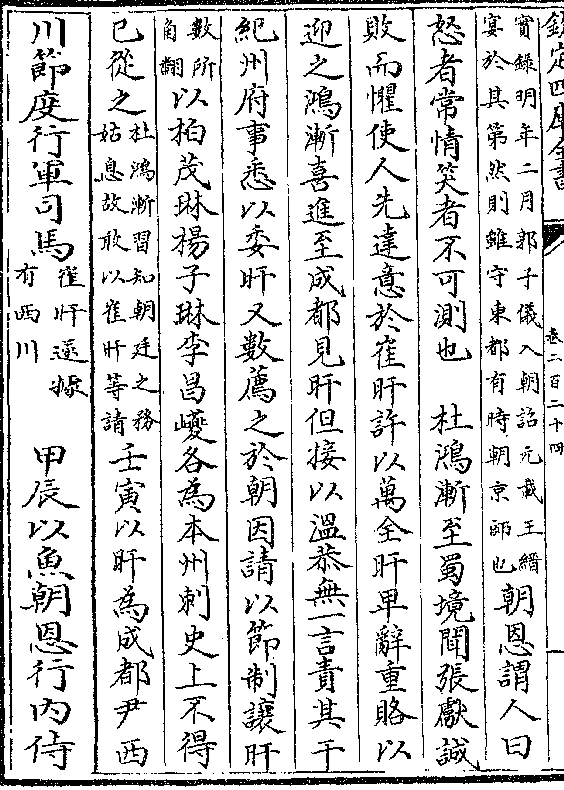 欽定四庫全書
卷二百二十四
實録明年二月郭子儀入朝詔元載王縉
宴於其第然則雖守東都有時朝京師也
朝恩謂人曰
怒者常情笑者不可測也 杜鴻漸至蜀境聞張獻誠
敗而懼使人先達意於崔旰許以萬全旰卑辭重賂以
迎之鴻漸喜進至成都見旰但接以溫恭無一言責其干
紀州府事悉以委旰又數薦之於朝因請以節制讓旰
數所
角翻
以栢茂琳楊子琳李昌巙各為本州刺史上不得
已從之
杜鴻漸習知朝廷之務
姑息故敢以崔旰等請
壬寅以旰為成都尹西
川節度行軍司馬
崔旰遂據
有西川
甲辰以魚朝恩行内侍